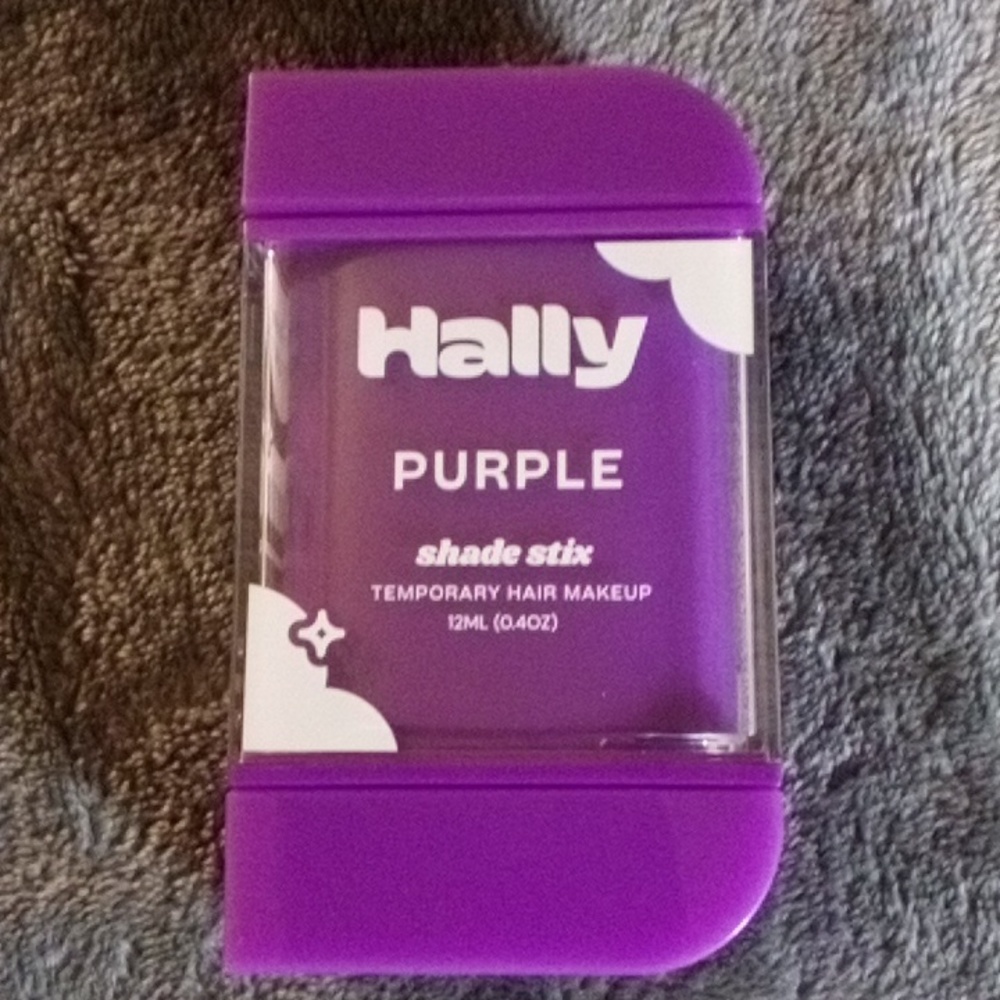 Hally
PURPLE
shade stix
TEMPORARY HAIR MAKEUP
12ML (0.4OZ)